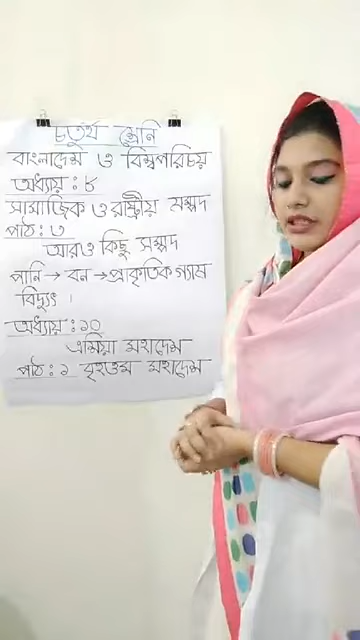 চতুর্থ শ্রেনি
বাংলাদেশ ও বিশ্বপরিচয়
অধ্যায় : ৮
সামাজিক ও রাষ্ট্রীয় সম্পদ
পাঠ : ৩
আরও কিছু সম্পদ
পানি → বন → প্রাকৃতিক গ্যাস
বিদ্যুৎ ।
অধ্যায় : ১০
এশিয়া মহাদেশ
পাঠ : ১ বৃহত্তম মহাদেশ